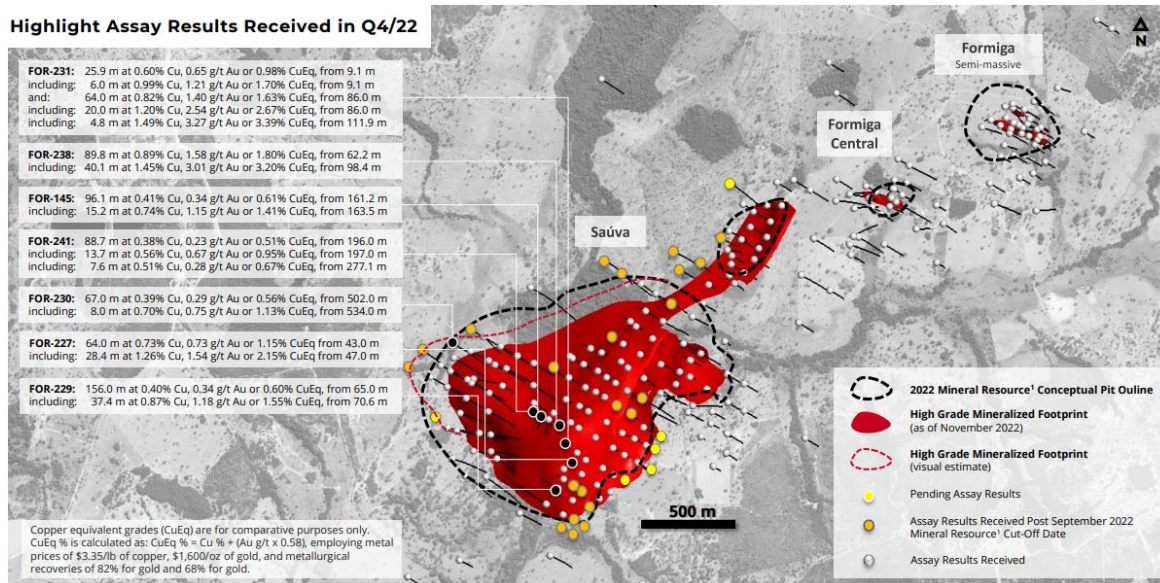 Highlight Assay Results Received in Q4/22
FOR-231: 25.9 m at 0.60% Cu, 0.65 g/t Au or 0.98% CuEq, from 9.1 m
including: 6.0 m at 0.99% Cu, 1.21 g/t Au or 1.70% CuEq, from 9.1 m
and: 64.0 m at 0.82% Cu, 1.40 g/t Au or 1.63% CuEq, from 86.0 m
including: 20.0 m at 1.20% Cu, 2.54 g/t Au or 2.67% CuEq, from 86.0 m
including: 4.8 m at 1.49% Cu, 3.27 g/t Au or 3.39% CuEq, from 111.9 m
FOR-238: 89.8 m at 0.89% Cu, 1.58 g/t Au or 1.80% CuEq, from 62.2 m
including: 40.1 m at 1.45% Cu, 3.01 g/t Au or 3.20% CuEq, from 98.4 m
FOR-145: 96.1 m at 0.41% Cu, 0.34 g/t Au or 0.61% CuEq, from 161.2 m
including: 15.2 m at 0.74% Cu, 1.15 g/t Au or 1.41% CuEq, from 163.5 m
FOR-241: 88.7 m at 0.38% Cu, 0.23 g/t Au or 0.51% CuEq, from 196.0 m
including: 13.7 m at 0.56% Cu, 0.67 g/t Au or 0.95% CuEq, from 197.0 m
including: 7.6 m at 0.51% Cu, 0.28 g/t Au or 0.67% CuEq, from 277.1 m
FOR-230: 67.0 m at 0.39% Cu, 0.29 g/t Au or 0.56% CuEq, from 502.0 m
including: 8.0 m at 0.70% Cu, 0.75 g/t Au or 1.13% CuEq, from 534.0 m
FOR-227: 64.0 m at 0.73% Cu, 0.73 g/t Au or 1.15% CuEq from 43.0 m
including: 28.4 m at 1.26% Cu, 1.54 g/t Au or 2.15% CuEq, from 47.0 m
FOR-229: 156.0 m at 0.40% Cu, 0.34 g/t Au or 0.60% CuEq, from 65.0 m
including: 37.4 m at 0.87% Cu, 1.18 g/t Au or 1.55% CuEq, from 70.6 m
Copper equivalent grades (CuEq) are for comparative purposes only.
CuEq % is calculated as: CuEq % = Cu % + (Au g/t x 0.58), employing metal
prices of $3.35/lb of copper, $1,600/oz of gold, and metallurgical
recoveries of 82% for gold and 68% for gold.
N
Formiga
Semi-massive
Formiga
Central
Saúva
500 m
2022 Mineral Resource¹ Conceptual Pit Ouline
High Grade Mineralized Footprint
(as of November 2022)
High Grade Mineralized Footprint
(visual estimate)
Pending Assay Results
Assay Results Received Post September 2022
Mineral Resource¹ Cut-Off Date
Assay Results Received